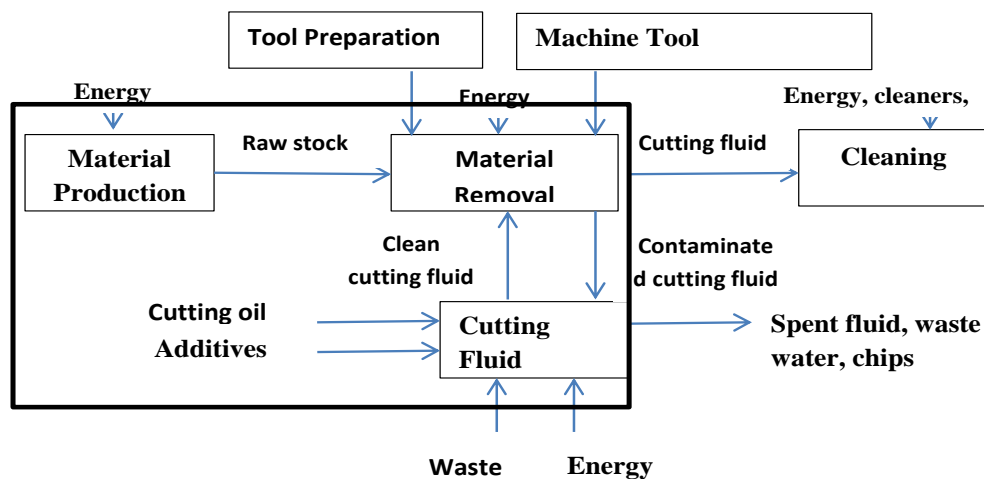 Tool Preparation
Machine Tool
Energy
Energy
Energy, cleaners,
Material
Production
Raw stock
Material
Removal
Cutting fluid
Cleaning
Clean
cutting fluid
Contaminate
d cutting fluid
Cutting oil
Additives
Cutting
Fluid
Spent fluid, waste
water, chips
Waste
Energy